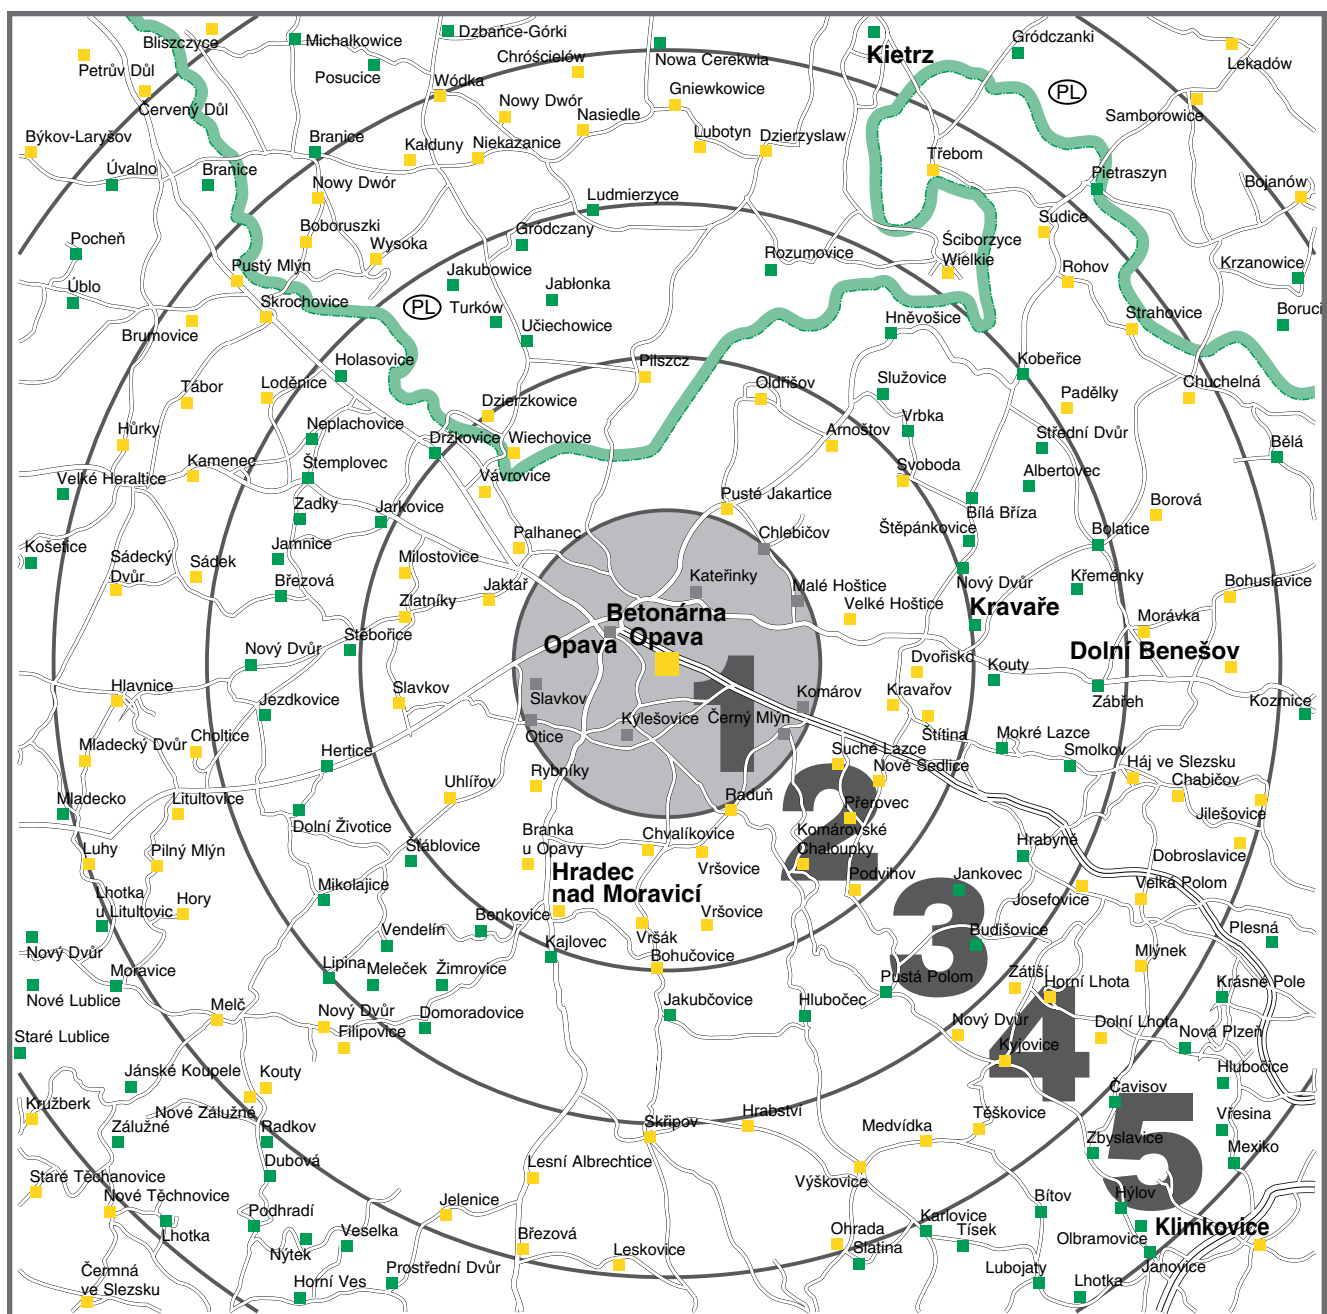 Bliszczyce
Michałkowice
Dzbańce-Górki
Kietrz
Gródczanki
Petrův Důl
Posucice
Chróścielów
Nowa Cerekwia
Lekadów
Wódka
Gniewkowice
PL
Červený Důl
Nowy Dwór
Nasiedle
Samborowice
Býkov-Laryšov
Branice
Kałduny
Niekazanice
Lubotyn
Dzierzyslaw
Třebom
Úvalno
Branice
Nowy Dwór
Pietraszyn
Bojanów
Ludmierzyce
Sudice
Pocheň
Boboruszki
Wysoka
Gródczany
Rozumovice
Ściborzyce
Wielkie
Pustý Mlýn
Jakubowice
Rohov
Krzanowice
Úblo
Skrochovice
PL
Turków
Jabłonka
Strahovice
Boruci
Brumovice
Učiechowice
Hněvošice
Holasovice
Pilszcz
Kobeřice
Tábor
Loděnice
Oldřišov
Služovice
Padělky
Chuchelná
Dzierzkowice
Hůrky
Neplachovice
Držkovice
Wiechovice
Arnoštov
Vrbka
Střední Dvůr
Bělá
Kamenec
Štemplovec
Svoboda
Albertovec
Velké Heraltice
Vávrovice
Pusté Jakartice
Borová
Zadky
Jarkovice
Bílá Bříza
Palhanec
Chlebičov
Štěpánkovice
Bolatice
Košetice
Sádecký
Dvůr
Sádek
Jamnice
Milostovice
Březová
Jaktař
Kateřinky
Malé Hoštice
Nový Dvůr
Křeménky
Bohuslavice
Zlatníky
Velké Hoštice
Kravaře
Morávka
Betonárna
Opava
Opava
Stěbořice
Nový Dvůr
Dvořisko
Kouty
Dolní Benešov
Hlavnice
Jezdkovice
Slavkov
Slavkov
1
Komárov
Kravařov
Zábřeh
Kozmice
Mladecký Dvůr
Choltice
Otice
Kylešovice
Černý Mlýn
Štítina
Mokré Lazce
Hertice
Suché Lazce
Smolkov
Háj ve Slezsku
Nové Sedlice
Chabičov
Mladecko
Litultovice
Uhlířov
Rybníky
Raduň
2
Přerovec
Jilešovice
Dolní Životice
Branka
u Opavy
Chvalíkovice
Komárovské
Chaloupky
Hrabyně
Luhy
Pilný Mlýn
Štáblovice
Vršovice
Dobroslavice
Hradec
nad Moravicí
Podvihov
Jankovec
Velká Polom
Lhotka
u Litultovic
Hory
Mikolajice
Josefovice
3
Benkovice
Vršovice
Budišovice
Plesná
Nový Dvůr
Vendelín
Kajlovec
Vršák
Bohučovice
Mlýnek
Moravice
Lipina
Meleček
Žimrovice
Pustá Polom
Zátiší
Horní Lhota
Krásné Pole
Nové Lublice
Jakubčovice
Hlubočec
Melč
Nový Dvůr
Domoradovice
Nový Dvůr
4
Dolní Lhota
Nová Plzeň
Staré Lublice
Filipovice
Kyjovice
Jánské Koupele
Kouty
Hlubočice
Čavisov
Kružberk
Nové Zálužné
5
Zálužné
Radkov
Skřipov
Hrabství
Medvídka
Těškovice
Vřesina
Zbyslavice
Dubová
Mexiko
Staré Těchanovice
Lesní Albrechtice
Výškovice
Nové Těchnovice
Jelenice
Bítov
Hýlov
Lhotka
Podhradí
Veselka
Karlovice
Klimkovice
Nýtek
Březová
Ohrada
Tísek
Olbramovice
Leskovice
Slatina
Čermná
ve Slezsku
Horní Ves
Prostřední Dvůr
Lubojaty
Janovice
Lhotka